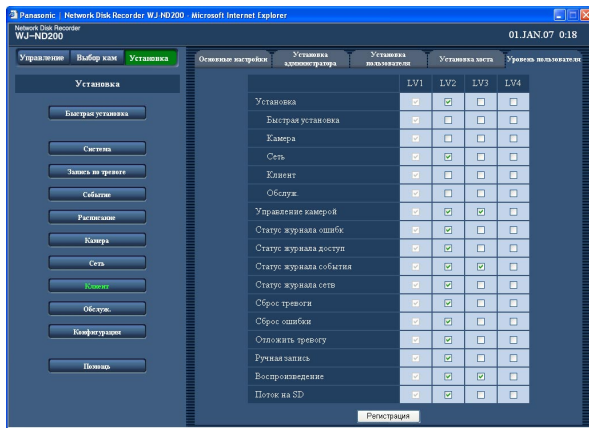 Panasonic | Network Disk Recorder WJ-ND200 - Microsoft Internet Explorer
Network Disk Recorder
WJ-ND200
01.JAN.07 0:18
Управление Выбор кам Установка
Основные настройки Установка администратора Установка пользователя Установка хоста Уровень пользователя
Установка
Быстрая установка
Система
Запись по тревоге
Событие
Расписание
Камера
Сеть
Клиент
Обслуж.
Конфигурация
Помощь
LV1 LV2 LV3 LV4
Установка
Быстрая установка
Камера
Сеть
Клиент
Обслуж.
Управление камерой
Статус журнала ошибк
Статус журнала доступ
Статус журнала события
Статус журнала сетв
Сброс тревоги
Сброс ошибки
Отложить тревогу
Ручная запись
Воспроизведение
Поток на SD
Регистрация